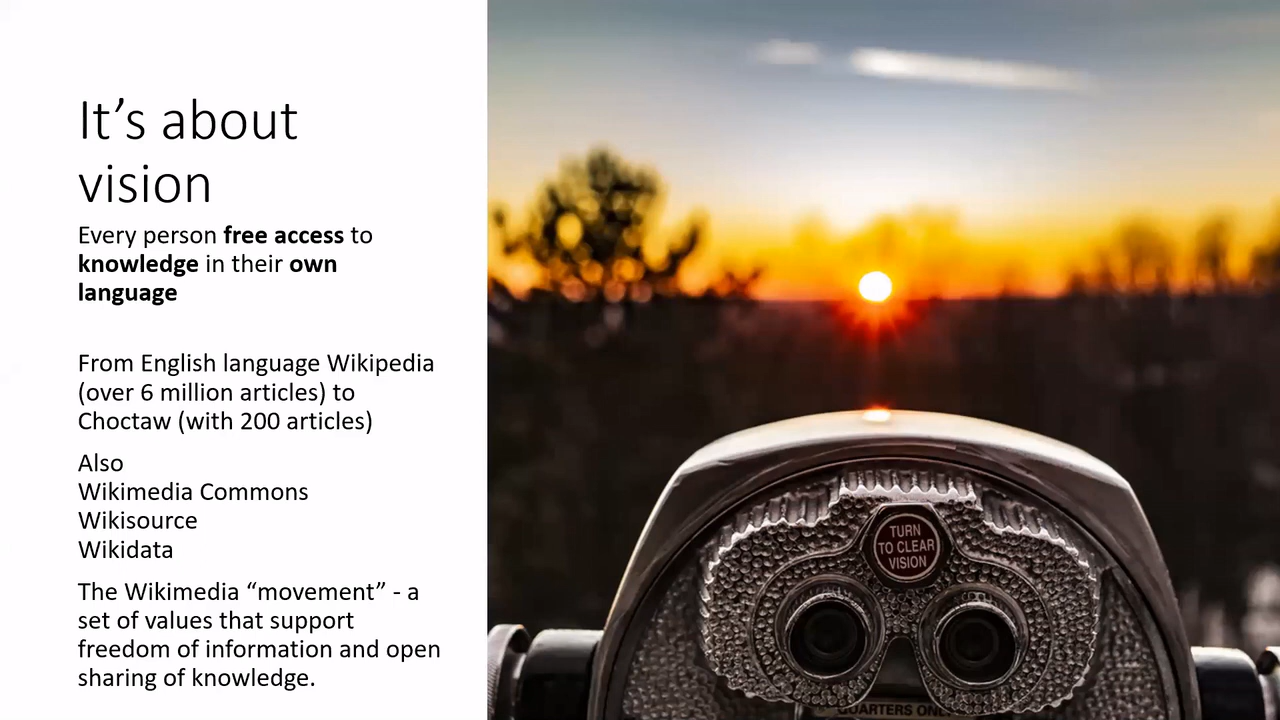 It’s about
vision
Every person free access to
knowledge in their own
language
From English language Wikipedia
(over 6 million articles) to
Choctaw (with 200 articles)
Also
Wikimedia Commons
Wikisource
Wikidata
The Wikimedia “movement” - a
set of values that support
freedom of information and open
sharing of knowledge.
TURN
TO CLEAR
VISION
QUARTERS ONLY